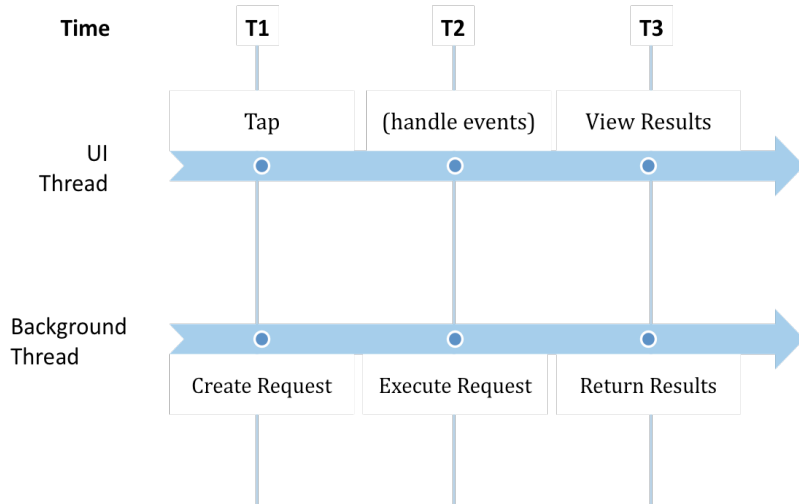 Time
T1
T2
T3
Tap
(handle events)
View Results
UI
Thread
Background
Thread
Create Request
Execute Request
Return Results